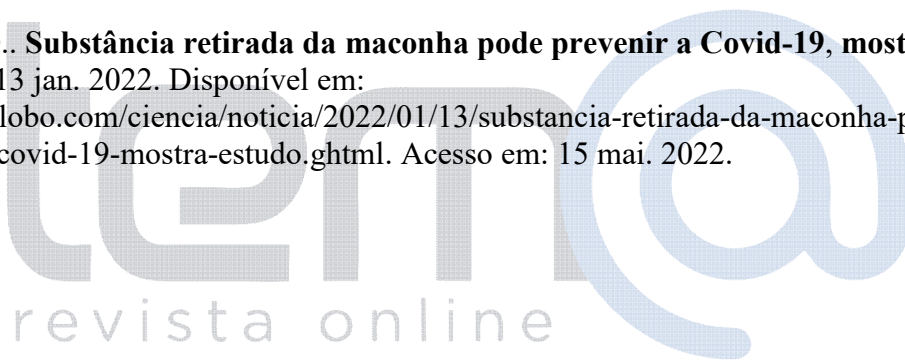 .. Substância retirada da maconha pode prevenir a Covid-19, most
13 jan. 2022. Disponível em:
lobo.com/ciencia/noticia/2022/01/13/substancia-retirada-da-maconha-p
covid-19-mostra-estudo.ghtml. Acesso em: 15 mai. 2022.
tem@
revista online